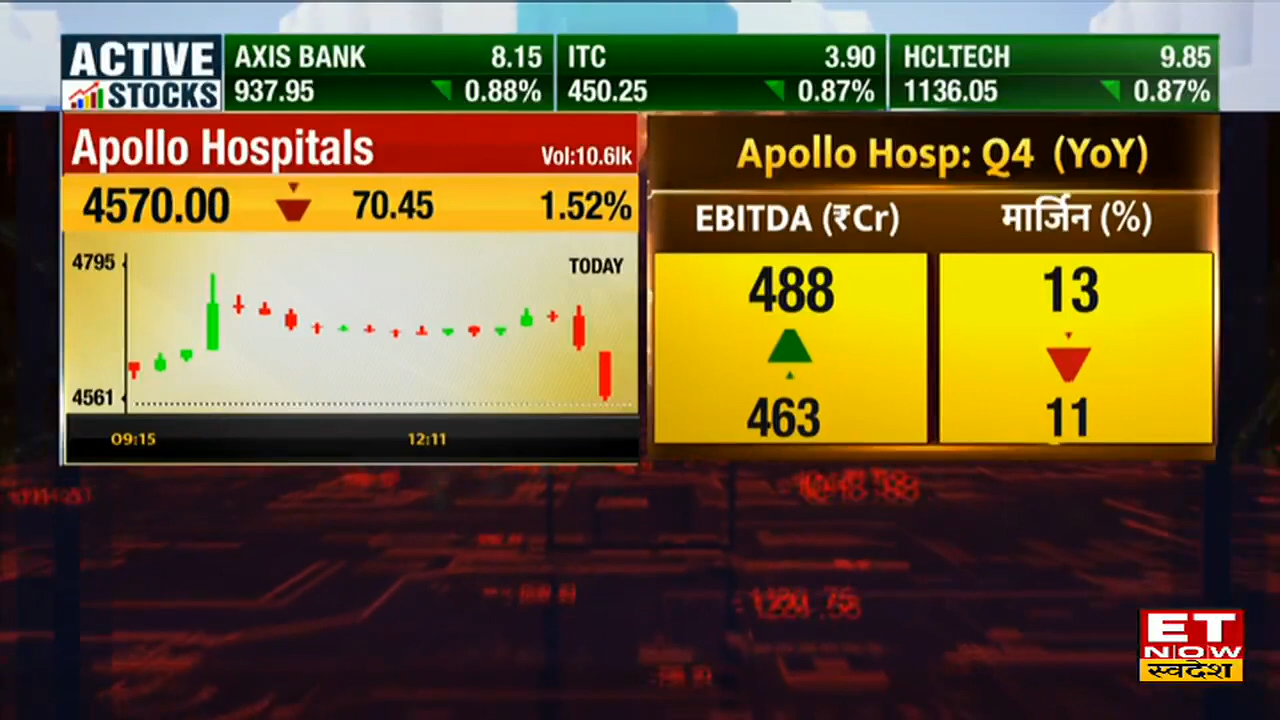 ACTIVE STOCKS
AXIS BANK 8.15
937.95 0.88%
ITC 3.90
450.25 0.87%
HCLTECH 9.85
1136.05 0.87%
Apollo Hospitals Vol:10.6lk
4570.00 70.45 1.52%
4795 TODAY
4561
09:15 12:11
Apollo Hosp: Q4 (YoY)
EBITDA (₹Cr) मार्जिन (%)
488 13
463 11
ET
NOW
स्वदेश